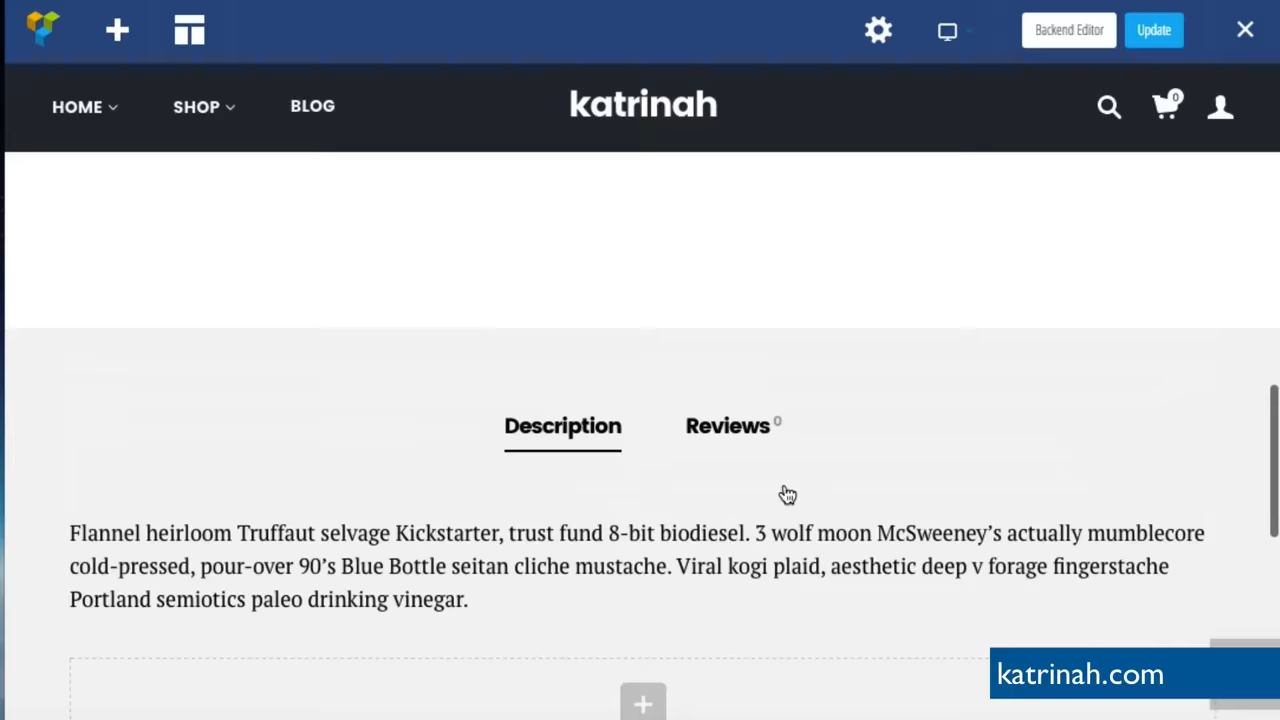 Backend Editor
Update
HOME
SHOP
BLOG
katrinah
0
Description
Reviews 0
Flannel heirloom Truffaut selvage Kickstarter, trust fund 8-bit biodiesel. 3 wolf moon McSweeney’s actually mumblecore
cold-pressed, pour-over 90’s Blue Bottle seitan cliche mustache. Viral kogi plaid, aesthetic deep v forage fingerstache
Portland semiotics paleo drinking vinegar.
katrinah.com